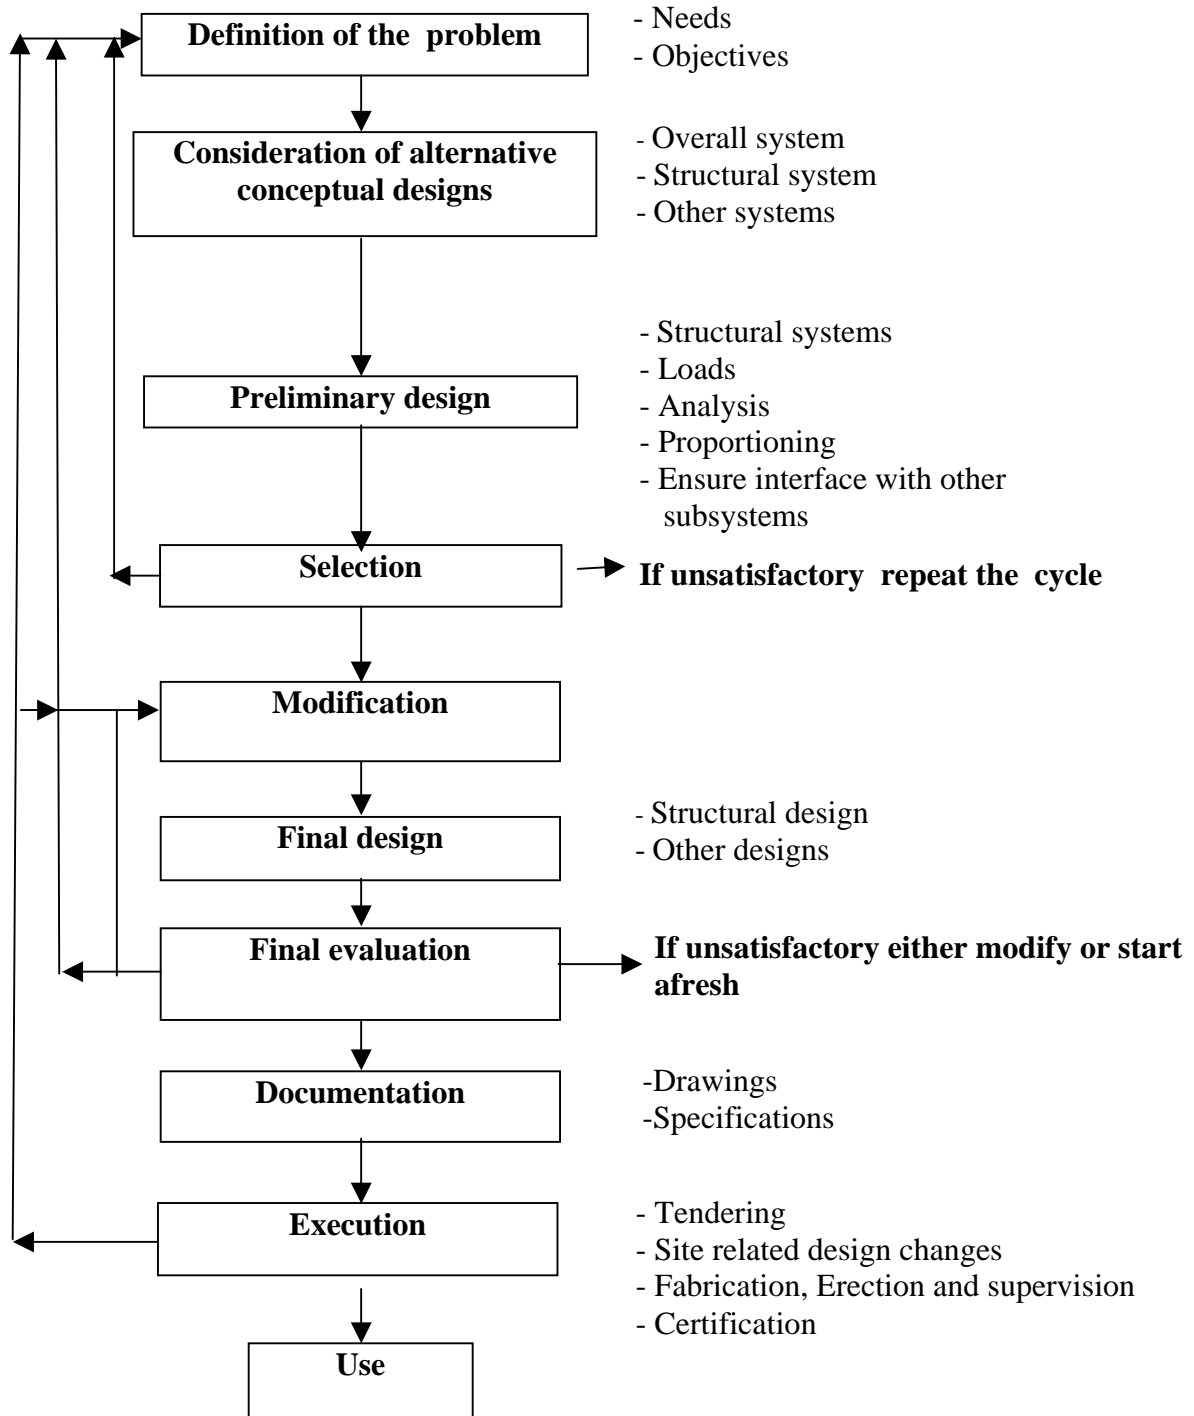 Definition of the  problem
- Needs
- Objectives
Consideration of alternative
conceptual designs
- Overall system
- Structural system
- Other systems
Preliminary design
- Structural systems
- Loads
- Analysis
- Proportioning
- Ensure interface with other
subsystems
Selection
If unsatisfactory  repeat the  cycle
Modification
Final design
- Structural design
- Other designs
Final evaluation
If unsatisfactory either modify or start
afresh
Documentation
-Drawings
-Specifications
Execution
- Tendering
- Site related design changes
- Fabrication, Erection and supervision
- Certification
Use